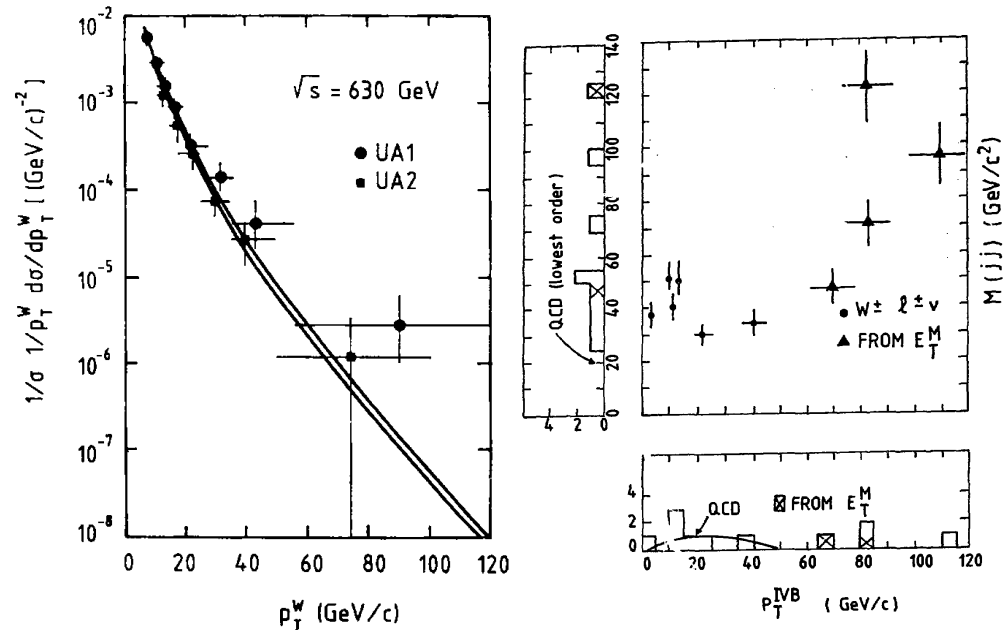 1/σ 1/p_T^W dσ/dp_T^W [(GeV/c)^-2]
10^-2
10^-3
10^-4
10^-5
10^-6
10^-7
10^-8
√s = 630 GeV
UA1
UA2
0 20 40 60 80 100 120
p_T^W (GeV/c)
QCD (lowest order)
4 2 0
140
120
100
80
60
40
20
0
M(jj) (GeV/c²)
W± ℓ±ν
FROM E_T^M
4
2
0
QCD
FROM E_T^M
0 20 40 60 80 100 120
P_T^IVB (GeV/c)